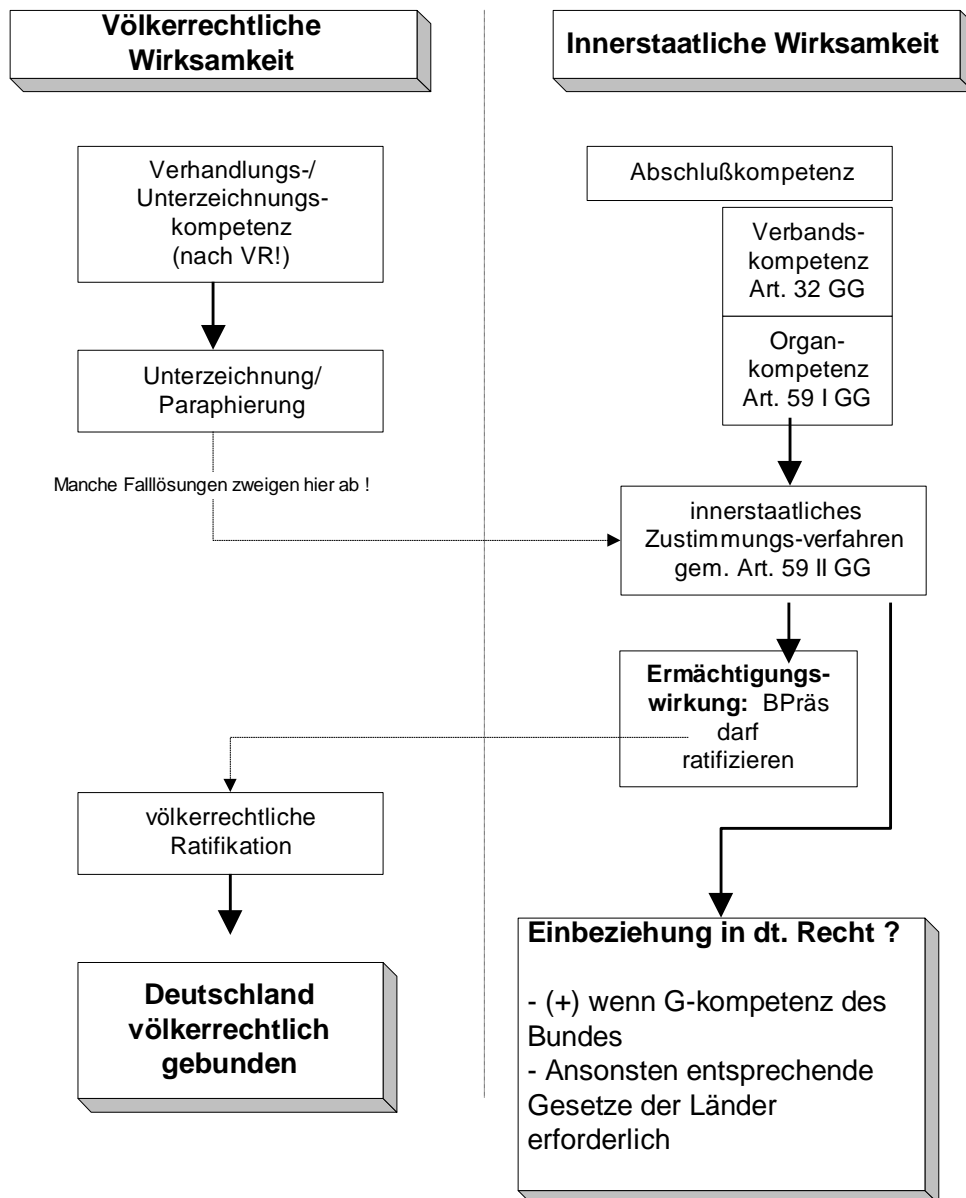 Völkerrechtliche
Wirksamkeit
Innerstaatliche Wirksamkeit
Verhandlungs-/
Unterzeichnungs-
kompetenz
(nach VR!)
Abschlußkompetenz
Verbands-
kompetenz
Art. 32 GG
Organ-
kompetenz
Art. 59 I GG
Unterzeichnung/
Paraphierung
Manche Falllösungen zweigen hier ab !
innerstaatliches
Zustimmungs-verfahren
gem. Art. 59 II GG
Ermächtigungs-
wirkung: BPräs
darf
ratifizieren
völkerrechtliche
Ratifikation
Deutschland
völkerrechtlich
gebunden
Einbeziehung in dt. Recht ?
- (+) wenn G-kompetenz des
Bundes
- Ansonsten entsprechende
Gesetze der Länder
erforderlich